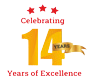 Celebrating
14
YEARS
Years of Excellence